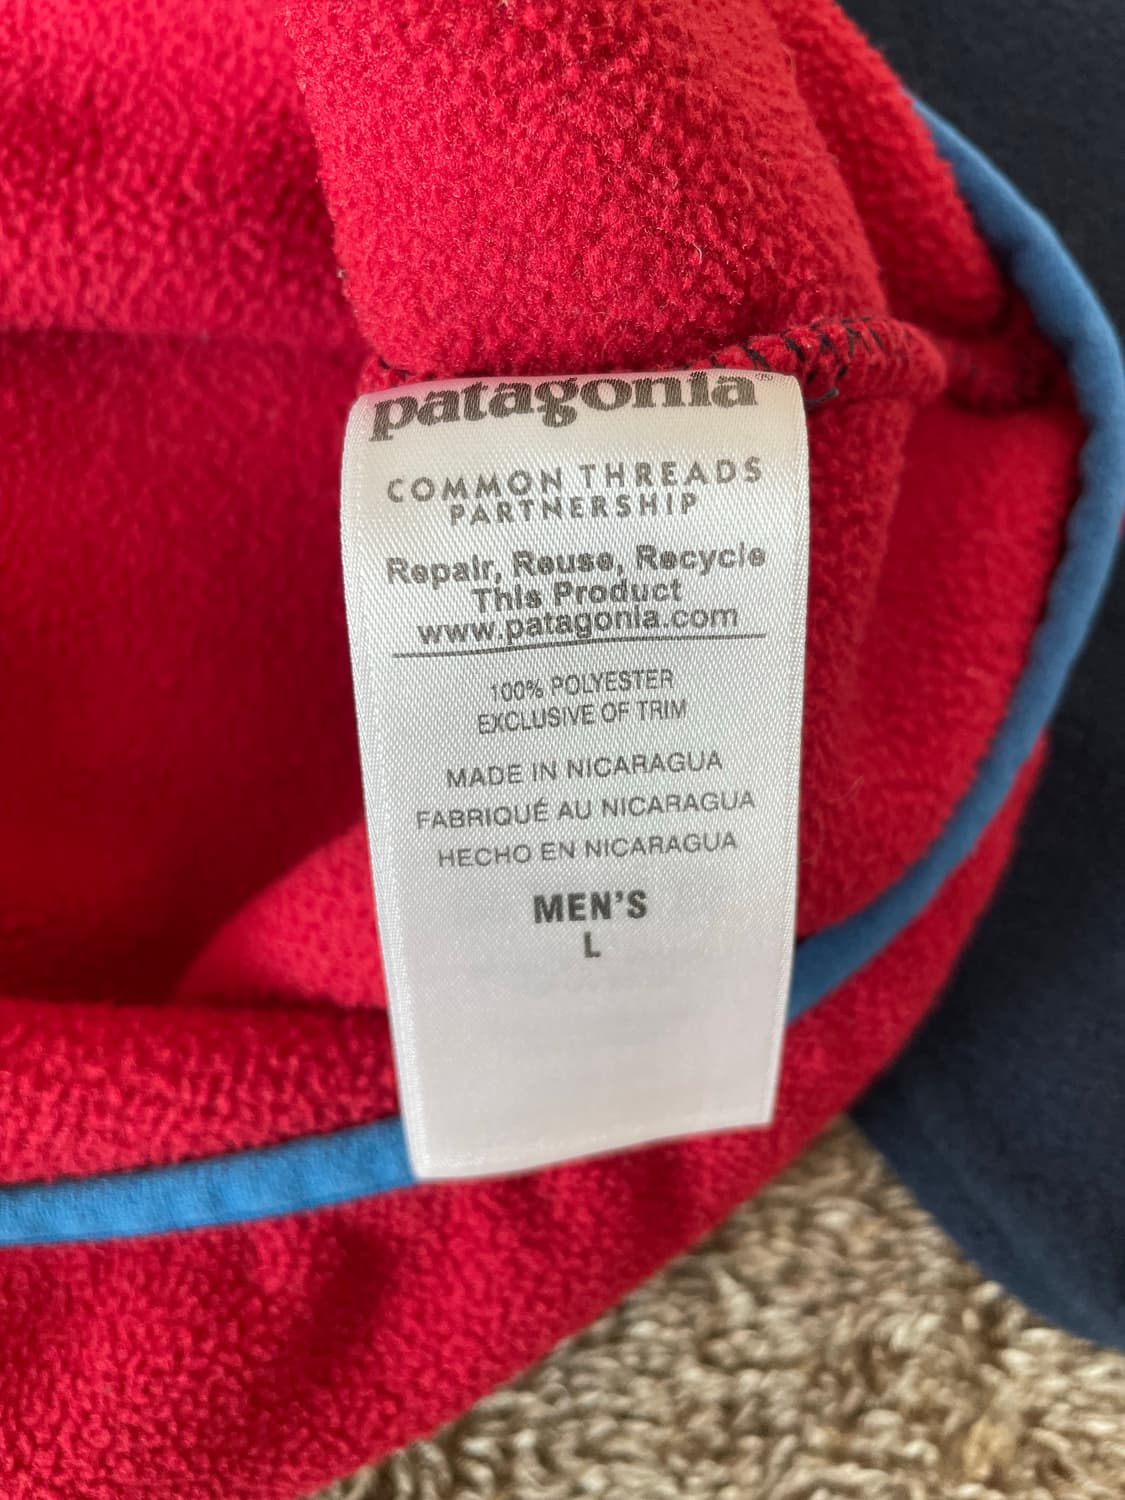 patagonia®
COMMON THREADS
PARTNERSHIP
Repair, Reuse, Recycle
This Product
www.patagonia.com
100% POLYESTER
EXCLUSIVE OF TRIM
MADE IN NICARAGUA
FABRIQUÉ AU NICARAGUA
HECHO EN NICARAGUA
MEN'S
L